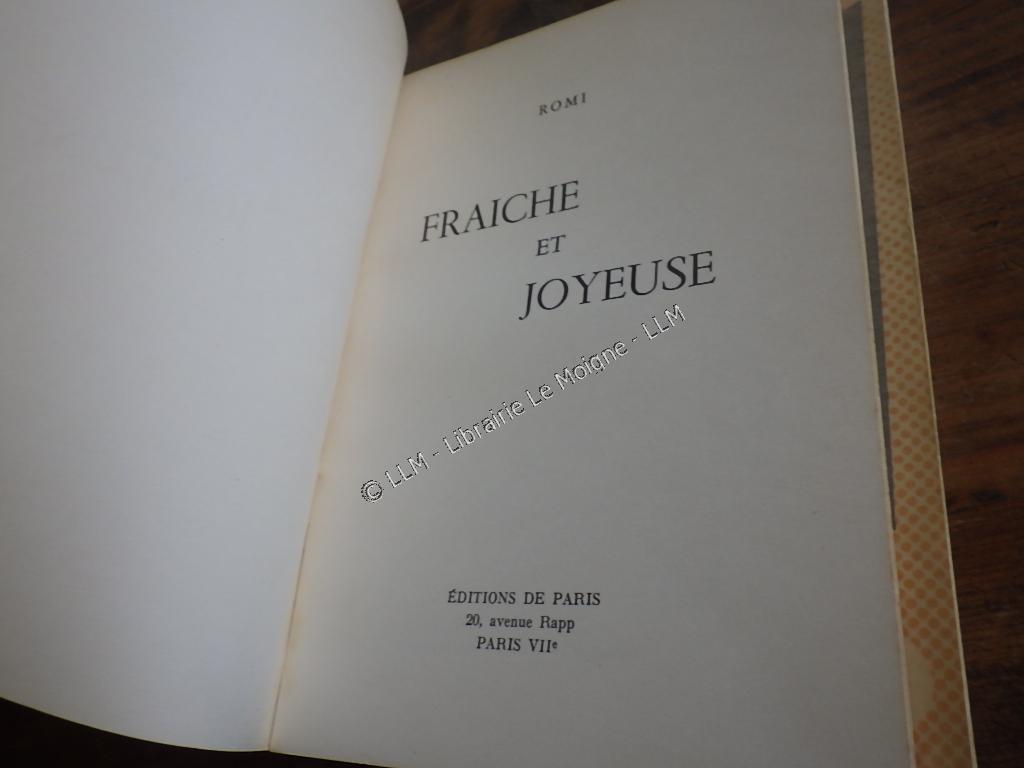 ROMI
FRAICHE
ET
JOYEUSE
© LLM - Librairie Le Moigne - LLM
ÉDITIONS DE PARIS
20, avenue Rapp
PARIS VIIe